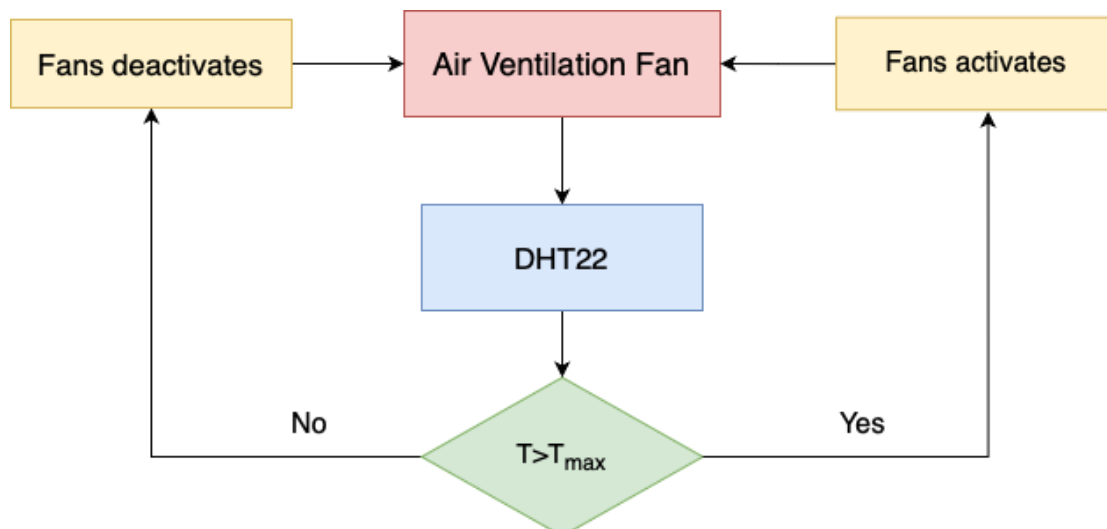 Fans deactivates
Air Ventilation Fan
Fans activates
DHT22
No
Yes
T>Tmax